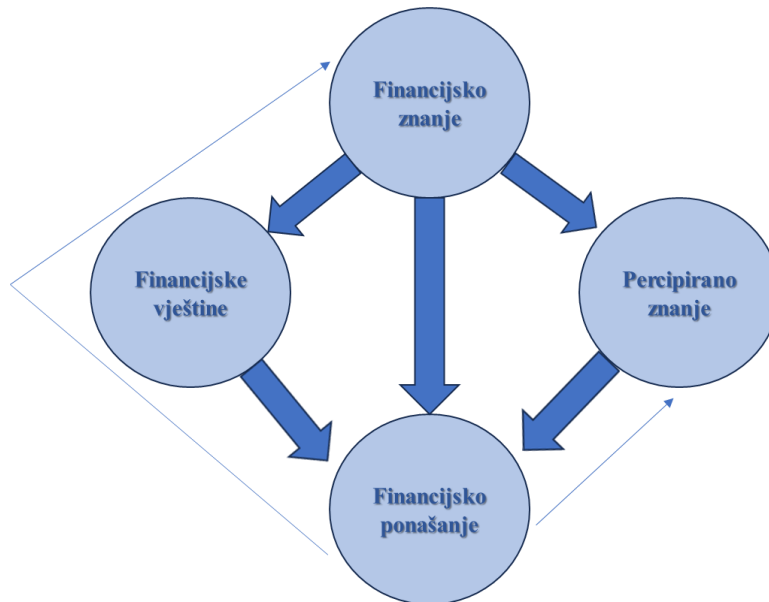 Financijsko
znanje
Financijske
vještine
Percipirano
znanje
Financijsko
ponašanje